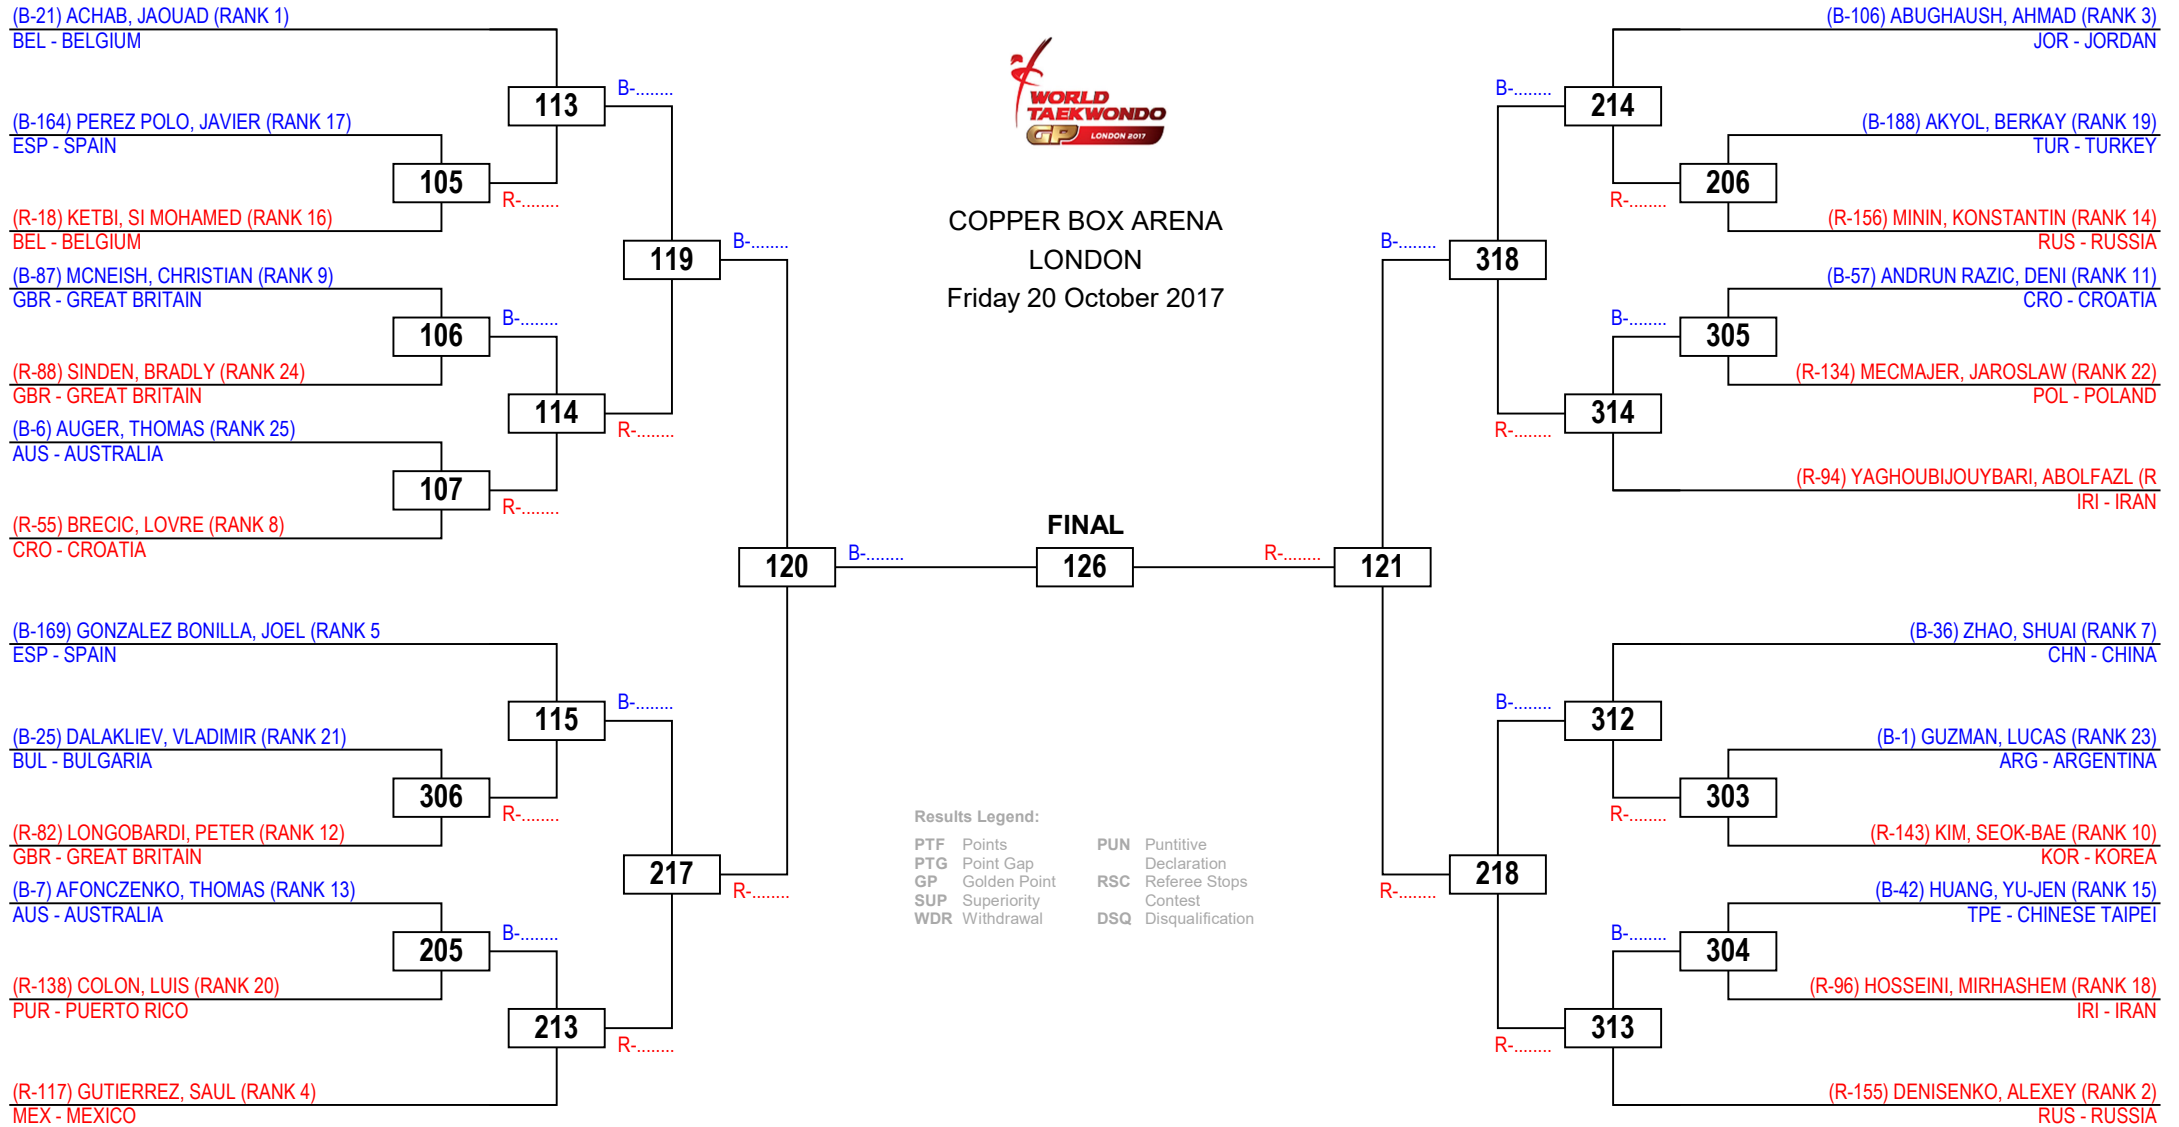 (B-21) ACHAB, JAOUAD (RANK 1)
BEL - BELGIUM
(B-164) PEREZ POLO, JAVIER (RANK 17)
ESP - SPAIN
(R-18) KETBI, SI MOHAMED (RANK 16)
BEL - BELGIUM
(B-87) MCNEISH, CHRISTIAN (RANK 9)
GBR - GREAT BRITAIN
(R-88) SINDEN, BRADLY (RANK 24)
GBR - GREAT BRITAIN
(B-6) AUGER, THOMAS (RANK 25)
AUS - AUSTRALIA
(R-55) BRECIC, LOVRE (RANK 8)
CRO - CROATIA
(B-169) GONZALEZ BONILLA, JOEL (RANK 5
ESP - SPAIN
(B-25) DALAKLIEV, VLADIMIR (RANK 21)
BUL - BULGARIA
(R-82) LONGOBARDI, PETER (RANK 12)
GBR - GREAT BRITAIN
(B-7) AFONCZENKO, THOMAS (RANK 13)
AUS - AUSTRALIA
(R-138) COLON, LUIS (RANK 20)
PUR - PUERTO RICO
(R-117) GUTIERREZ, SAUL (RANK 4)
MEX - MEXICO
105
R-........
106
B-........
107
R-........
306
R-........
205
B-........
113
B-........
114
R-........
115
B-........
213
R-........
119
B-........
217
R-........
120
B-........
WORLD
TAEKWONDO
GP LONDON 2017
COPPER BOX ARENA
LONDON
Friday 20 October 2017
FINAL
126
Results Legend:
PTF Points
PTG Point Gap
GP Golden Point
SUP Superiority
WDR Withdrawal
PUN Puntitive
Declaration
RSC Referee Stops
Contest
DSQ Disqualification
R-........
121
B-........
318
R-........
218
B-........
214
R-........
314
B-........
312
R-........
313
R-........
206
B-........
305
R-........
303
B-........
304
(B-106) ABUGHAUSH, AHMAD (RANK 3)
JOR - JORDAN
(B-188) AKYOL, BERKAY (RANK 19)
TUR - TURKEY
(R-156) MININ, KONSTANTIN (RANK 14)
RUS - RUSSIA
(B-57) ANDRUN RAZIC, DENI (RANK 11)
CRO - CROATIA
(R-134) MECMAJER, JAROSLAW (RANK 22)
POL - POLAND
(R-94) YAGHOUBIJOUYBARI, ABOLFAZL (R
IRI - IRAN
(B-36) ZHAO, SHUAI (RANK 7)
CHN - CHINA
(B-1) GUZMAN, LUCAS (RANK 23)
ARG - ARGENTINA
(R-143) KIM, SEOK-BAE (RANK 10)
KOR - KOREA
(B-42) HUANG, YU-JEN (RANK 15)
TPE - CHINESE TAIPEI
(R-96) HOSSEINI, MIRHASHEM (RANK 18)
IRI - IRAN
(R-155) DENISENKO, ALEXEY (RANK 2)
RUS - RUSSIA